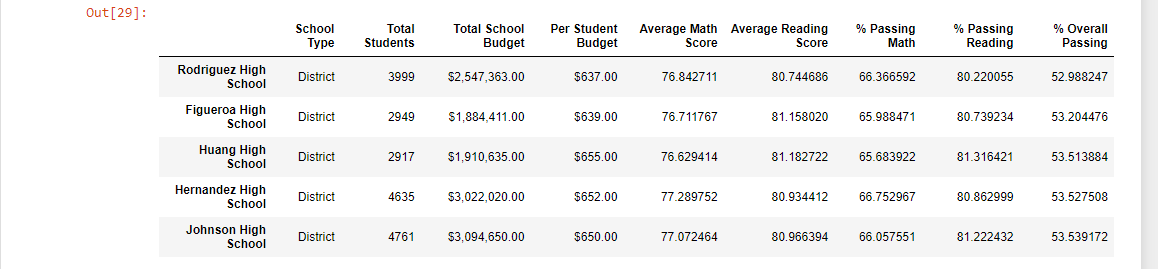 Out[29]:
School Type Total Students Total School Budget Per Student Budget Average Math Score Average Reading Score % Passing Math % Passing Reading % Overall Passing
Rodriguez High School District 3999 $2,547,363.00 $637.00 76.842711 80.744686 66.366592 80.220055 52.988247
Figueroa High School District 2949 $1,884,411.00 $639.00 76.711767 81.158020 65.988471 80.739234 53.204476
Huang High School District 2917 $1,910,635.00 $655.00 76.629414 81.182722 65.683922 81.316421 53.513884
Hernandez High School District 4635 $3,022,020.00 $652.00 77.289752 80.934412 66.752967 80.862999 53.527508
Johnson High School District 4761 $3,094,650.00 $650.00 77.072464 80.966394 66.057551 81.222432 53.539172